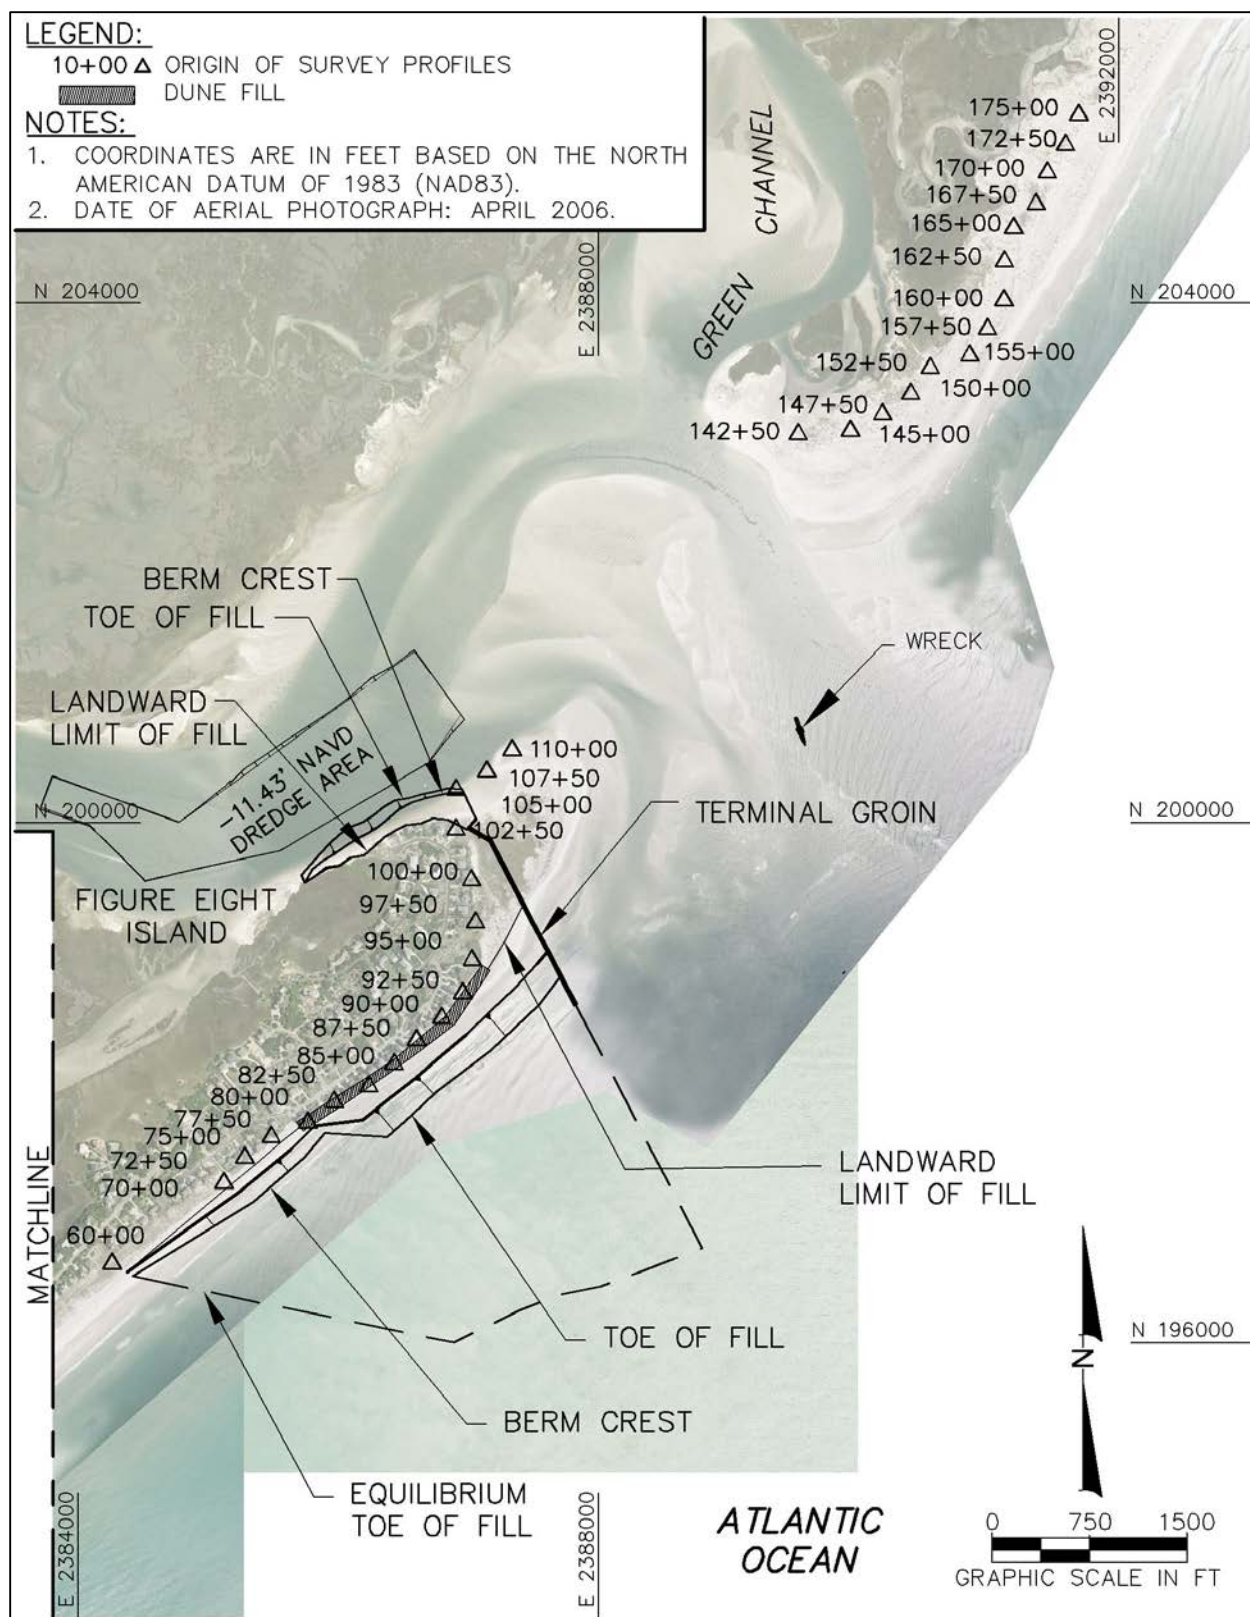 LEGEND:
10+00 △ ORIGIN OF SURVEY PROFILES
DUNE FILL
NOTES:
1. COORDINATES ARE IN FEET BASED ON THE NORTH
AMERICAN DATUM OF 1983 (NAD83).
2. DATE OF AERIAL PHOTOGRAPH: APRIL 2006.
E 2392000
E 2388000
N 204000
N 204000
GREEN CHANNEL
175+00
172+50
170+00
167+50
165+00
162+50
160+00
157+50
155+00
152+50
150+00
147+50
145+00
142+50
BERM CREST
TOE OF FILL
WRECK
LANDWARD
LIMIT OF FILL
-11.43' NAVD
DREDGE AREA
110+00
107+50
105+00
102+50
N 200000
N 200000
TERMINAL GROIN
FIGURE EIGHT
ISLAND
100+00
97+50
95+00
92+50
90+00
87+50
85+00
82+50
80+00
77+50
75+00
72+50
70+00
60+00
MATCHLINE
LANDWARD
LIMIT OF FILL
TOE OF FILL
N 196000
N
BERM CREST
EQUILIBRIUM
TOE OF FILL
E 2384000
E 2388000
ATLANTIC
OCEAN
0 750 1500
GRAPHIC SCALE IN FT